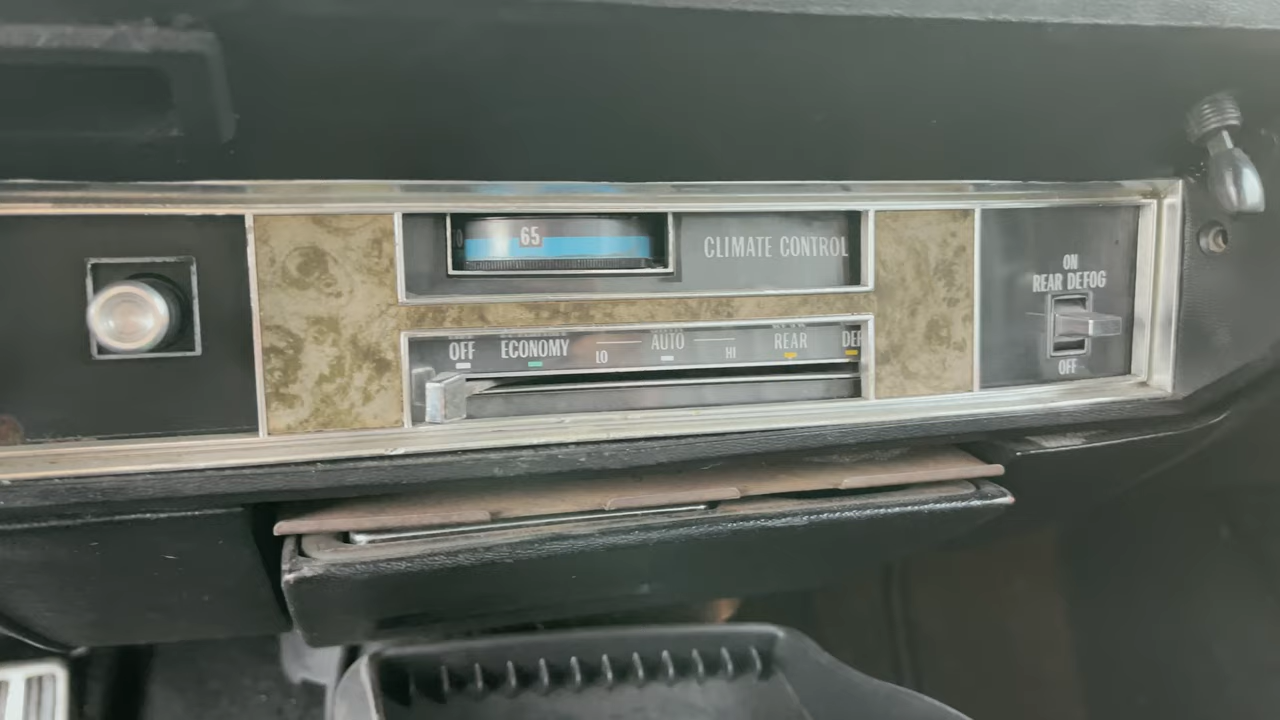 65
CLIMATE CONTROL
ON
REAR DEFOG
OFF
OFF ECONOMY LO AUTO HI REAR